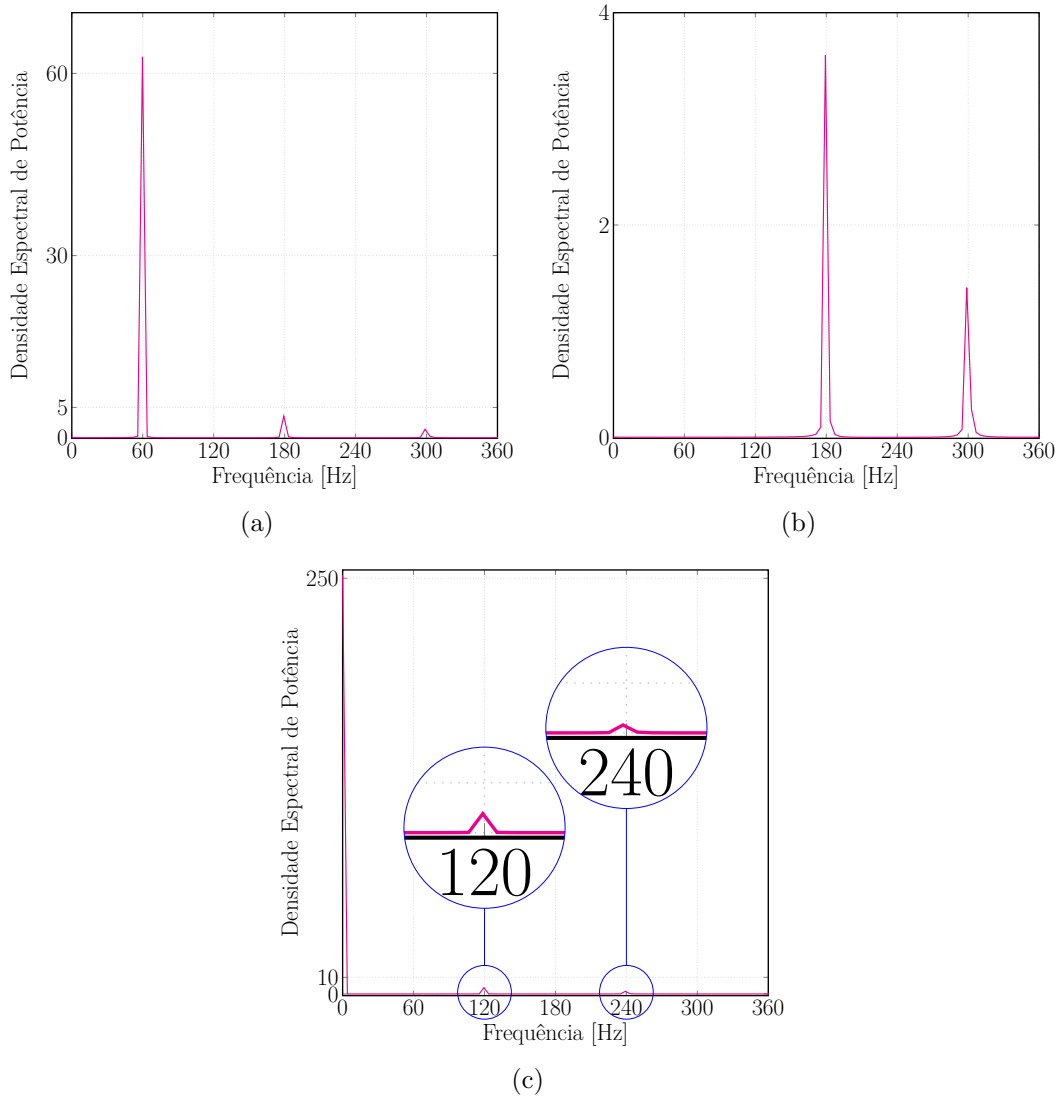 Densidade Espectral de Potência
60
30
5
0
0 60 120 180 240 300 360
Frequência [Hz]
(a)
Densidade Espectral de Potência
4
2
0
0 60 120 180 240 300 360
Frequência [Hz]
(b)
Densidade Espectral de Potência
250
240
120
10
0
0 60 120 180 240 300 360
Frequência [Hz]
(c)